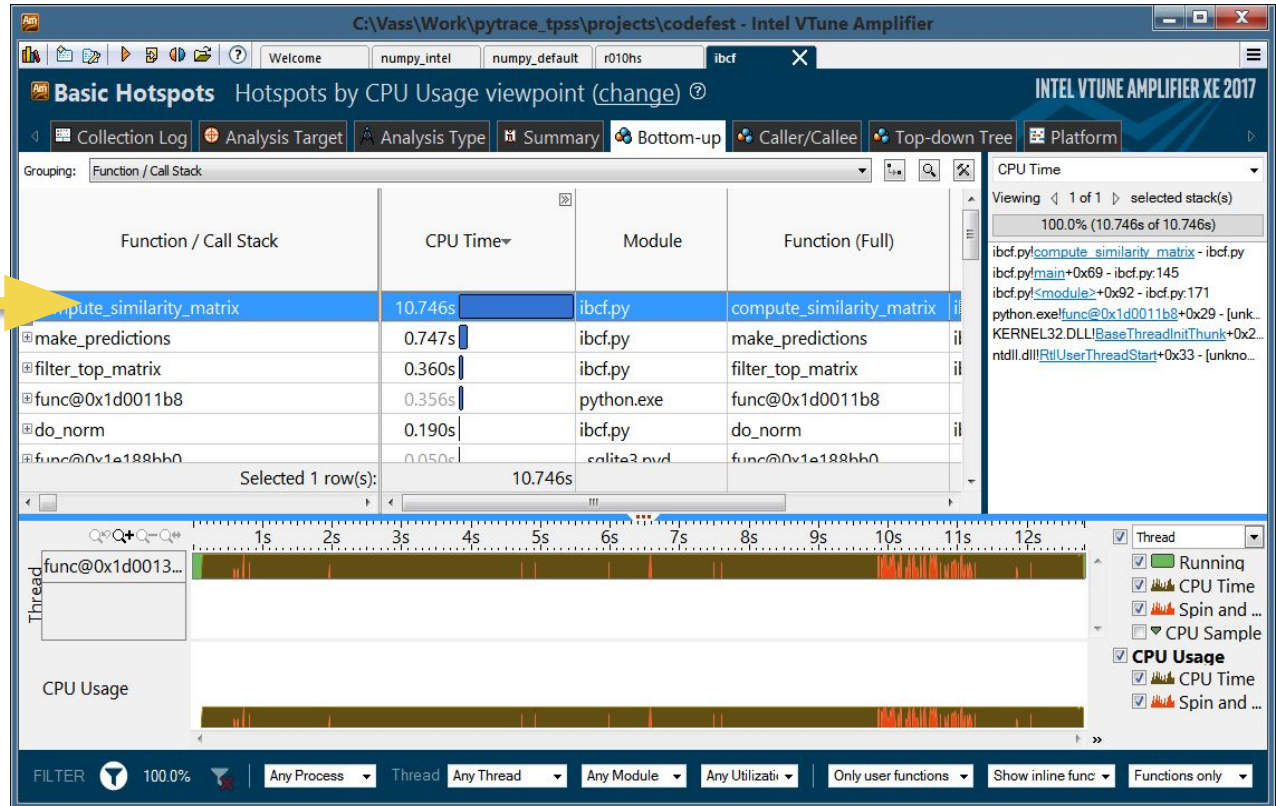 C:\Vass\Work\pytrace_tpss\projects\codefest - Intel VTune Amplifier
Welcome numpy_intel numpy_default r010hs ibcf
Basic Hotspots Hotspots by CPU Usage viewpoint (change)
INTEL VTUNE AMPLIFIER XE 2017
Collection Log Analysis Target Analysis Type Summary Bottom-up Caller/Callee Top-down Tree Platform
Grouping: Function / Call Stack
Function / Call Stack CPU Time Module Function (Full)
compute_similarity_matrix 10.746s ibcf.py compute_similarity_matrix
make_predictions 0.747s ibcf.py make_predictions
filter_top_matrix 0.360s ibcf.py filter_top_matrix
func@0x1d0011b8 0.356s python.exe func@0x1d0011b8
do_norm 0.190s ibcf.py do_norm
func@0x1e188bb0 0.050s _sqlite3.pyd func@0x1e188bb0
Selected 1 row(s): 10.746s
CPU Time
Viewing 1 of 1 selected stack(s)
100.0% (10.746s of 10.746s)
ibcf.py!compute_similarity_matrix - ibcf.py
ibcf.py!main+0x69 - ibcf.py:145
ibcf.py!<module>+0x92 - ibcf.py:171
python.exe!func@0x1d0011b8+0x29 - [unk...
KERNEL32.DLL!BaseThreadInitThunk+0x2...
ntdll.dll!RtlUserThreadStart+0x33 - [unkno...
1s 2s 3s 4s 5s 6s 7s 8s 9s 10s 11s 12s
Thread
func@0x1d0013...
CPU Usage
Thread
Running
CPU Time
Spin and ...
CPU Sample
CPU Usage
CPU Time
Spin and ...
FILTER 100.0% Any Process Thread Any Thread Any Module Any Utilizati Only user functions Show inline func Functions only